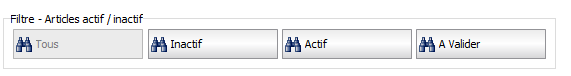 Filtre - Articles actif / inactif
Tous Inactif Actif A Valider